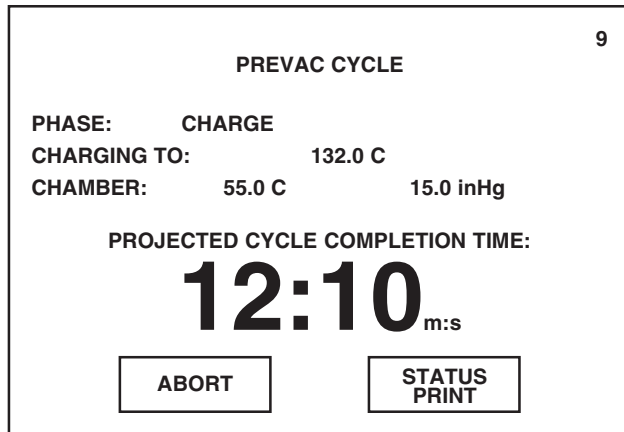 9
PREVAC CYCLE
PHASE: CHARGE
CHARGING TO: 132.0 C
CHAMBER: 55.0 C 15.0 inHg
PROJECTED CYCLE COMPLETION TIME:
12:10 m:s
ABORT
STATUS
PRINT